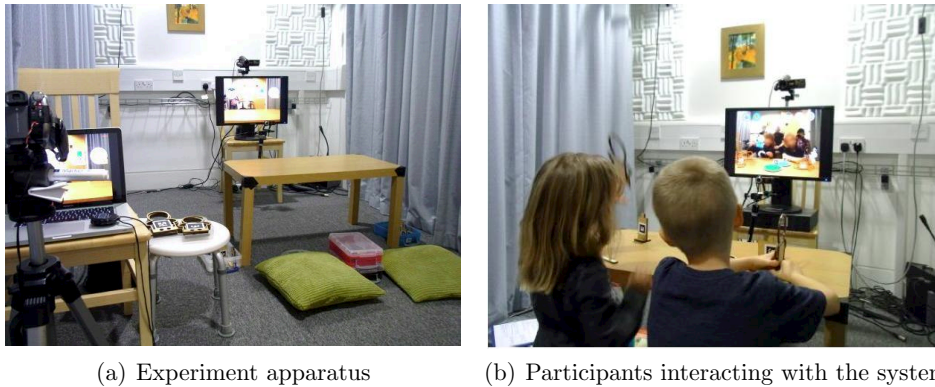 (a) Experiment apparatus
(b) Participants interacting with the system